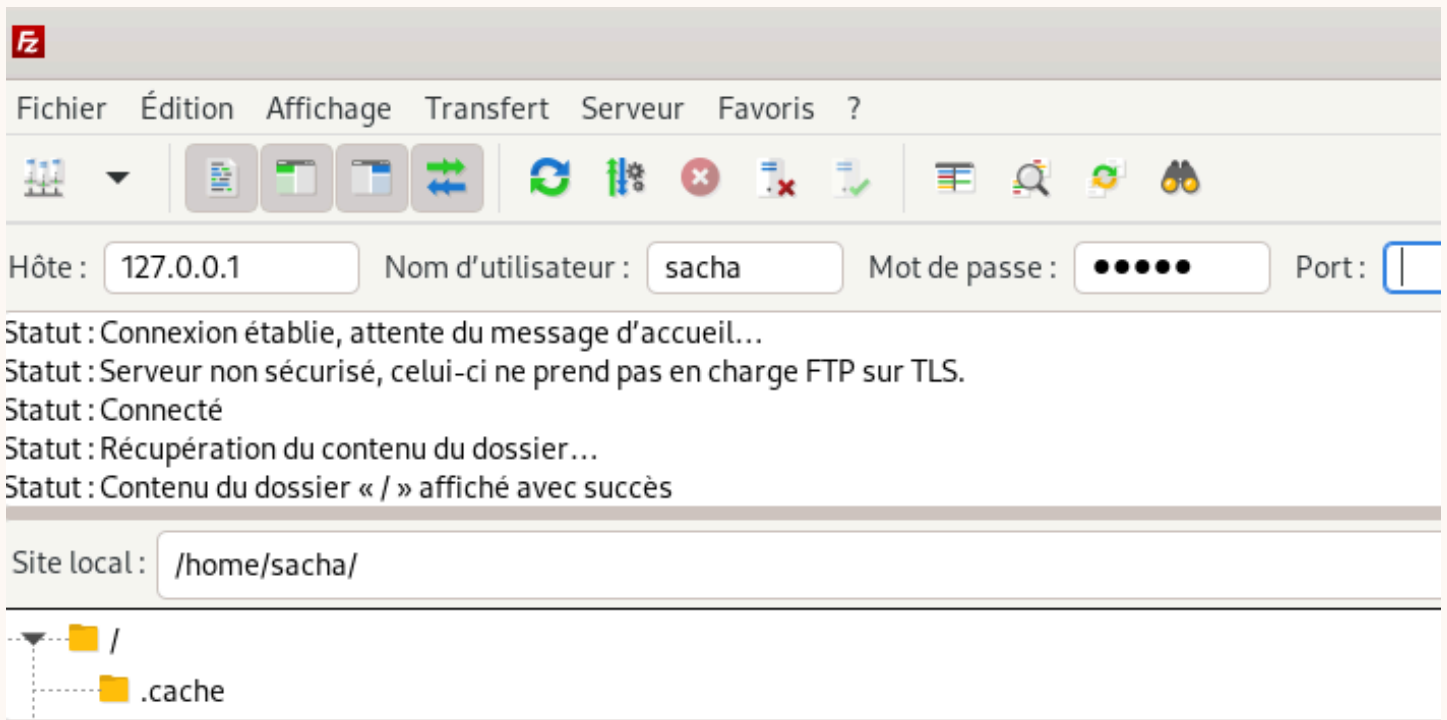 Fz
Fichier Édition Affichage Transfert Serveur Favoris ?
Hôte : 127.0.0.1 Nom d’utilisateur : sacha Mot de passe : ●●●●● Port :
Statut : Connexion établie, attente du message d’accueil…
Statut : Serveur non sécurisé, celui-ci ne prend pas en charge FTP sur TLS.
Statut : Connecté
Statut : Récupération du contenu du dossier…
Statut : Contenu du dossier « / » affiché avec succès
Site local : /home/sacha/
/
.cache